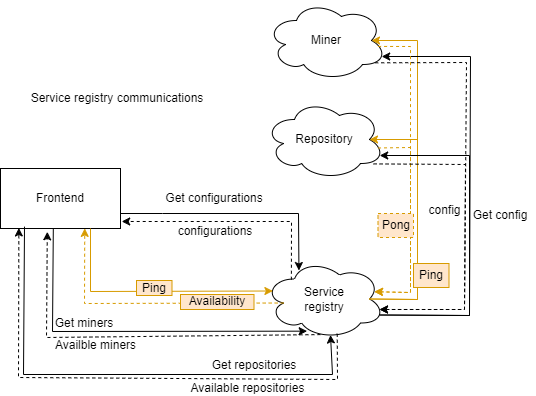 Miner
Service registry communications
Repository
Frontend
Get configurations
configurations
config
Get config
Pong
Ping
Ping
Availability
Service
registry
Get miners
Availble miners
Get repositories
Available repositories